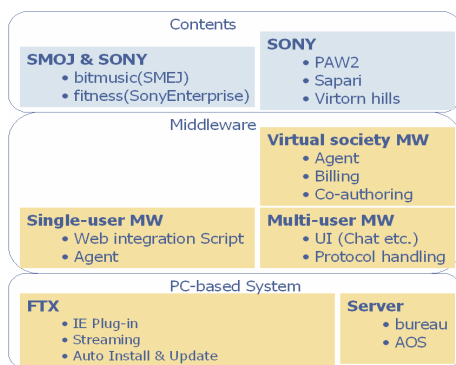 Contents
SMOJ & SONY
• bitmusic(SMEJ)
• fitness(SonyEnterprise)
SONY
• PAW2
• Sapari
• Virtorn hills
Middleware
Virtual society MW
• Agent
• Billing
• Co-authoring
Single-user MW
• Web integration Script
• Agent
Multi-user MW
• UI (Chat etc.)
• Protocol handling
PC-based System
FTX
• IE Plug-in
• Streaming
• Auto Install & Update
Server
• bureau
• AOS